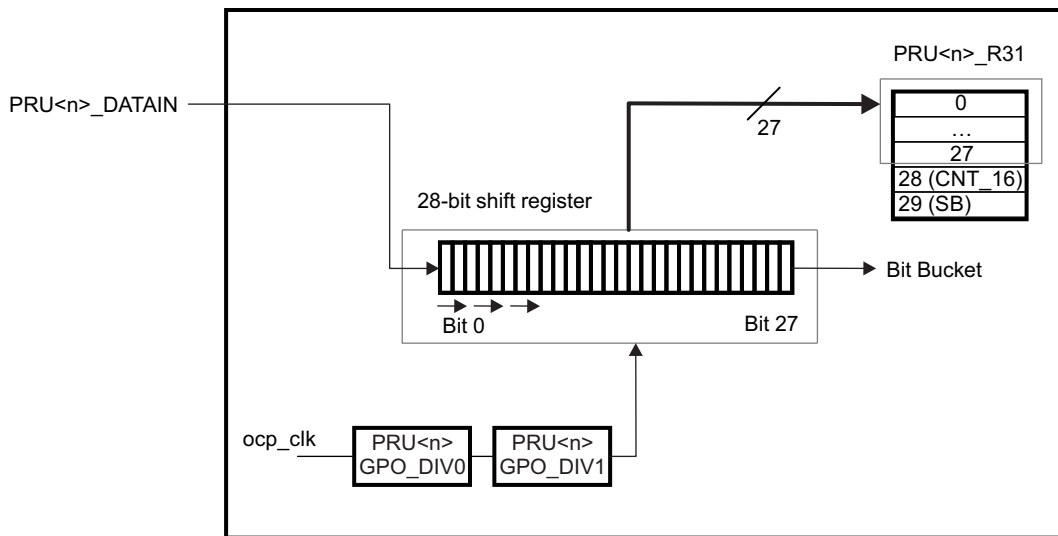 PRU<n>_R31
PRU<n>_DATAIN
0
...
27
27
28 (CNT_16)
29 (SB)
28-bit shift register
Bit Bucket
Bit 0
Bit 27
ocp_clk
PRU<n>
GPO_DIV0
PRU<n>
GPO_DIV1